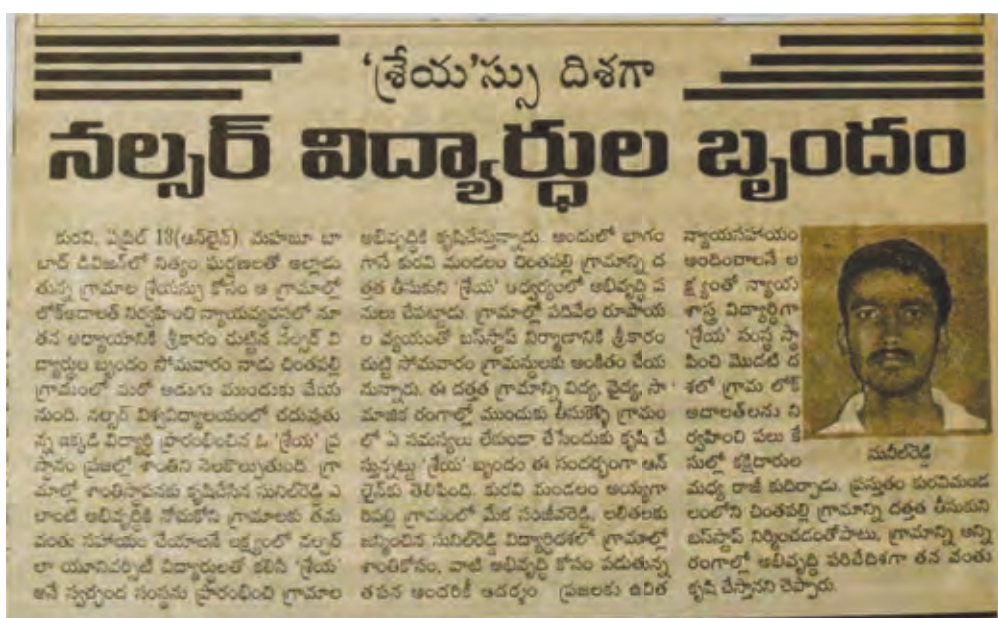 ‘శ్రేయ’స్సు దిశగా
నల్సర్ విద్యార్థుల బృందం
కురవి, ఏప్రిల్ 18(ఆన్‌లైన్) మహబూ బా
బాద్ డివిజన్‌లో నిత్యం ఘర్షణలతో అల్లాడు
తున్న గ్రామాల శ్రేయస్సు కోసం ఆ గ్రామాల్లో
లోక్‌అదాలత్ నిర్వహించి న్యాయవ్యవస్థలో నూ
తన అధ్యాయానికి శ్రీకారం చుట్టిన నల్సర్ వి
ద్యార్థుల బృందం సోమవారం నాడు చింతపల్లి
గ్రామంలో మరో అడుగు ముందుకు వేయ
నుంది. నల్సర్ విశ్వవిద్యాలయంలో చదువుతు
న్న ఇక్కడి విద్యార్థి ప్రారంభించిన ఓ ‘శ్రేయ’ ప్ర
స్థానం ప్రజల్లో శాంతిని నెలకొల్పుతుంది. గ్రా
మాల్లో శాంతిస్థాపనకు కృషిచేసిన సునీల్‌రెడ్డి ఎ
లాంటి అభివృద్ధికి నోచుకోని గ్రామాలకు తమ
వంతు సహాయం చేయాలనే లక్ష్యంలో నల్సర్
లా యూనివర్సిటీ విద్యార్థులతో కలిసి ‘శ్రేయ’
అనే స్వచ్ఛంద సంస్థను ప్రారంభించి గ్రామాల
అభివృద్ధికి కృషిచేస్తున్నాడు. అందులో భాగం
గానే కురవి మండలం చింతపల్లి గ్రామాన్ని ద
త్తత తీసుకుని ‘శ్రేయ’ ఆధ్వర్యంలో అభివృద్ధి ప
నులు చేపట్టాడు. గ్రామాల్లో పదివేల రూపాయ
ల వ్యయంతో బస్‌స్టాప్ నిర్మాణానికి శ్రీకారం
చుట్టి సోమవారం గ్రామస్తులకు అంకితం చేయ
నున్నారు. ఈ దత్తత గ్రామాన్ని విద్య, వైద్య, సా
మాజిక రంగాల్లో ముందుకు తీసుకెళ్ళి గ్రామం
లో ఏ సమస్యలు లేకుండా చేసేందుకు కృషి చే
స్తున్నట్టు ‘శ్రేయ’ బృందం ఈ సందర్భంగా ఆన్
లైన్‌కు తెలిపింది. కురవి మండలం అయ్యగా
రిపల్లి గ్రామంలో మేక సంజీవరెడ్డి, లలితలకు
జన్మించిన సునీల్‌రెడ్డి విద్యార్థిదశలో గ్రామాల్లో
శాంతికోసం, వాటి అభివృద్ధి కోసం పడుతున్న
తపన అందరికీ ఆదర్శం. ప్రజలకు ఉచిత
న్యాయసహాయం
అందించాలనే ల
క్ష్యంతో న్యాయ
శాస్త్ర విద్యార్థిగా
‘శ్రేయ’ సంస్థ స్థా
పించి మొదటి ద
శలో గ్రామ లోక్
అదాలత్‌లను ని
ర్వహించి పలు కే
సుల్లో కక్షిదారుల
మధ్య రాజీ కుదిర్చాడు. ప్రస్తుతం కురవిమండ
లంలోని చింతపల్లి గ్రామాన్ని దత్తత తీసుకుని
బస్‌స్టాప్ నిర్మించడంతోపాటు, గ్రామాన్ని అన్ని
రంగాల్లో అభివృద్ధి పరిచేదిశగా తన వంతు
కృషి చేస్తానని చెప్పారు.
సునీల్‌రెడ్డి